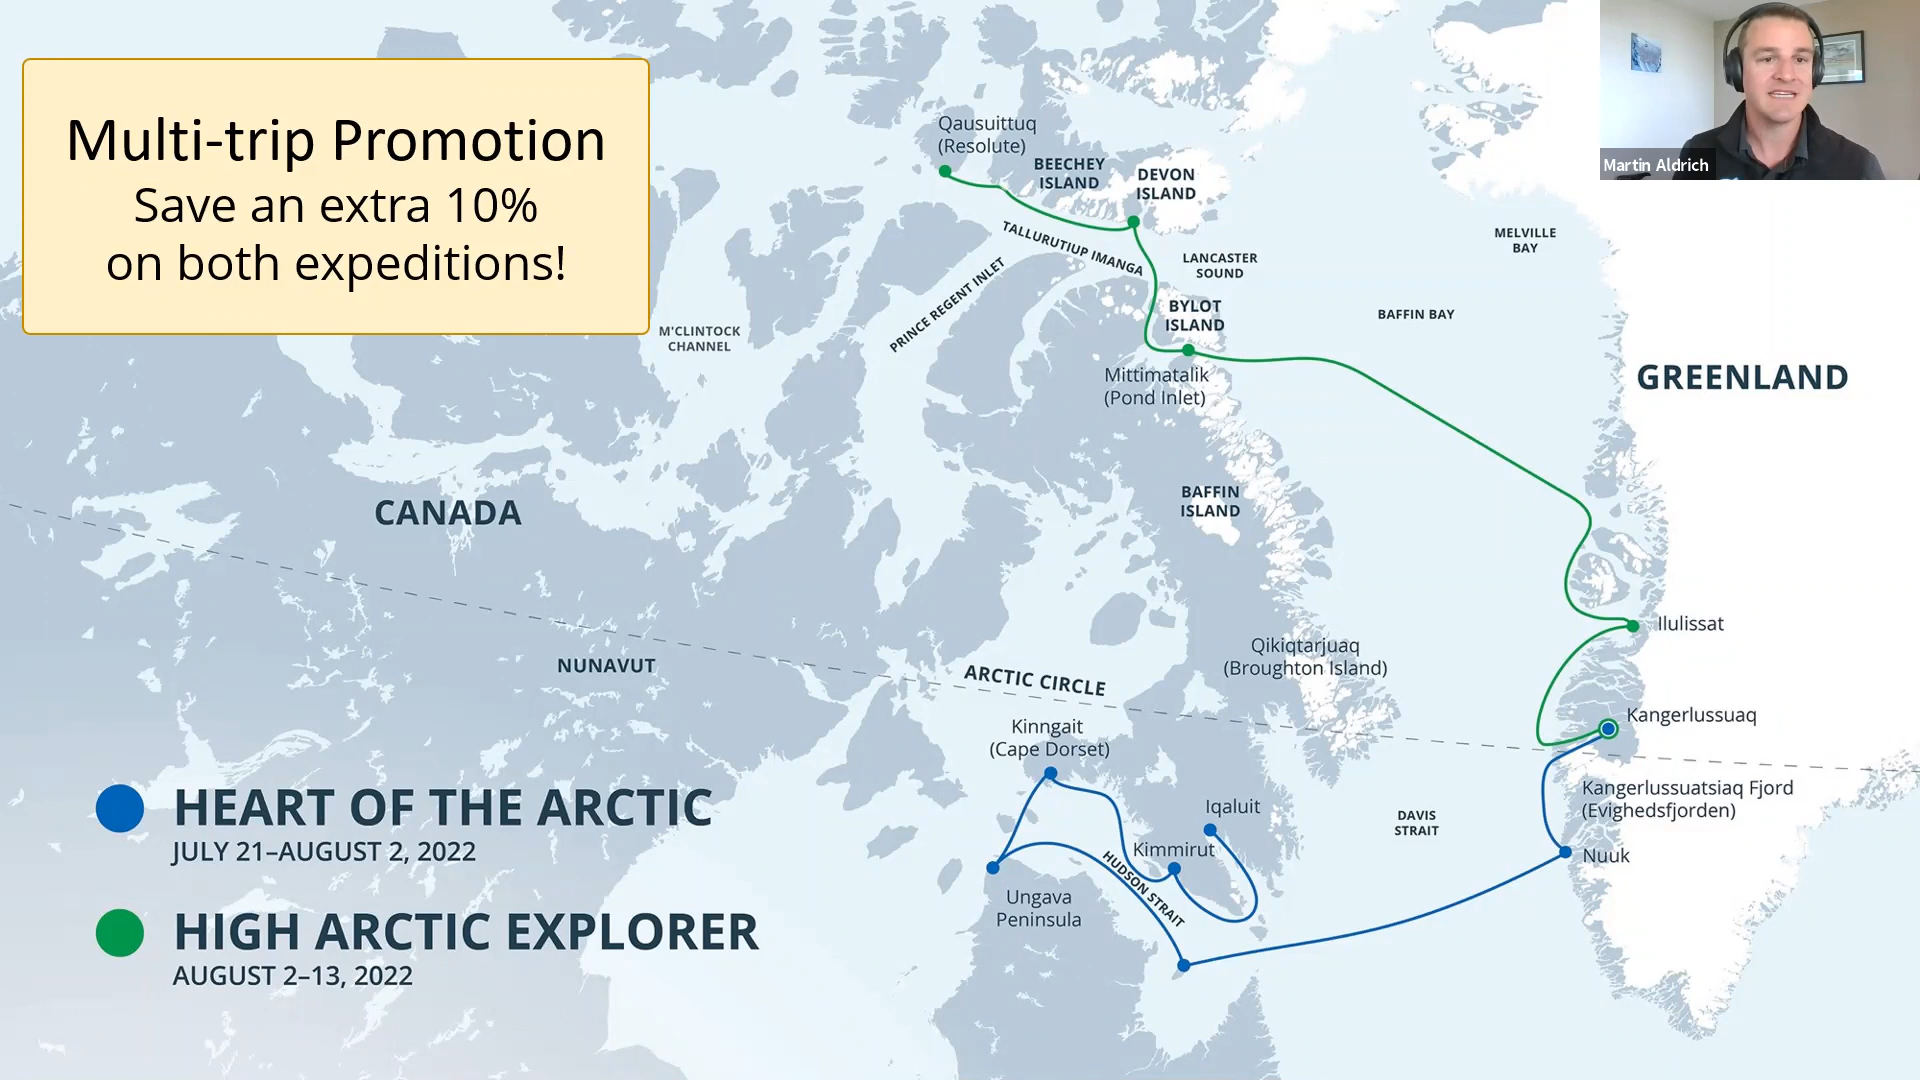 Multi-trip Promotion
Save an extra 10%
on both expeditions!
Martin Aldrich
Qausuittuq
(Resolute)
BEECHEY
ISLAND
DEVON
ISLAND
TALLURUTIUP IMANGA
LANCASTER
SOUND
PRINCE REGENT INLET
M'CLINTOCK
CHANNEL
BYLOT
ISLAND
Mittimatalik
(Pond Inlet)
MELVILLE
BAY
BAFFIN BAY
GREENLAND
CANADA
BAFFIN
ISLAND
NUNAVUT
ARCTIC CIRCLE
Qikiqtarjuaq
(Broughton Island)
Ilulissat
Kangerlussuaq
Kinngait
(Cape Dorset)
Iqaluit
Kimmirut
HUDSON STRAIT
Ungava
Peninsula
DAVIS
STRAIT
Kangerlussuatsiaq Fjord
(Evighedsfjorden)
Nuuk
HEART OF THE ARCTIC
JULY 21–AUGUST 2, 2022
HIGH ARCTIC EXPLORER
AUGUST 2–13, 2022